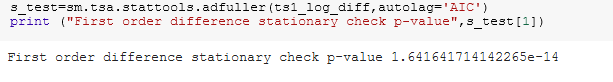 s_test=sm.tsa.stattools.adfuller(ts1_log_diff,autolag='AIC')
print ("First order difference stationary check p-value",s_test[1])
First order difference stationary check p-value 1.641641714142265e-14